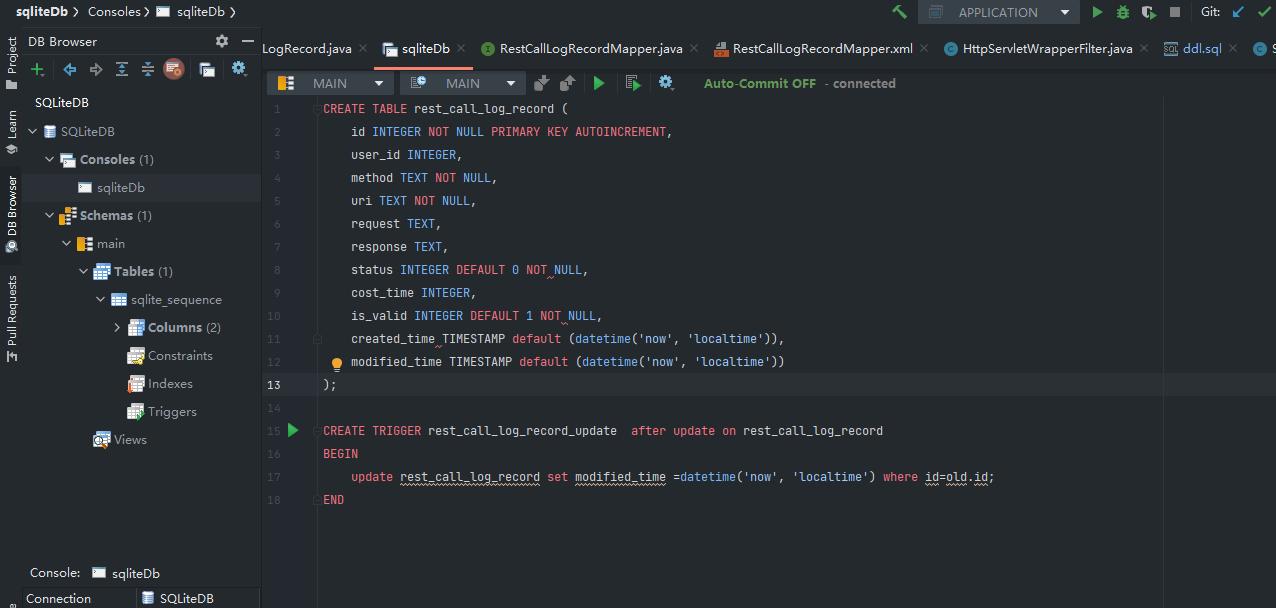 sqliteDb
Consoles
sqliteDb
APPLICATION
Git:
Project
Learn
DB Browser
Pull Requests
DB Browser
SQLiteDB
SQLiteDB
Consoles (1)
sqliteDb
Schemas (1)
main
Tables (1)
sqlite_sequence
Columns (2)
Constraints
Indexes
Triggers
Views
Console: sqliteDb
Connection SQLiteDB
LogRecord.java
sqliteDb
RestCallLogRecordMapper.java
RestCallLogRecordMapper.xml
HttpServletWrapperFilter.java
ddl.sql
MAIN
MAIN
Auto-Commit OFF - connected
1 CREATE TABLE rest_call_log_record (
2 id INTEGER NOT NULL PRIMARY KEY AUTOINCREMENT,
3 user_id INTEGER,
4 method TEXT NOT NULL,
5 uri TEXT NOT NULL,
6 request TEXT,
7 response TEXT,
8 status INTEGER DEFAULT 0 NOT NULL,
9 cost_time INTEGER,
10 is_valid INTEGER DEFAULT 1 NOT NULL,
11 created_time TIMESTAMP default (datetime('now', 'localtime')),
12 modified_time TIMESTAMP default (datetime('now', 'localtime'))
13 );
14
15 CREATE TRIGGER rest_call_log_record_update  after update on rest_call_log_record
16 BEGIN
17 update rest_call_log_record set modified_time =datetime('now', 'localtime') where id=old.id;
18 END